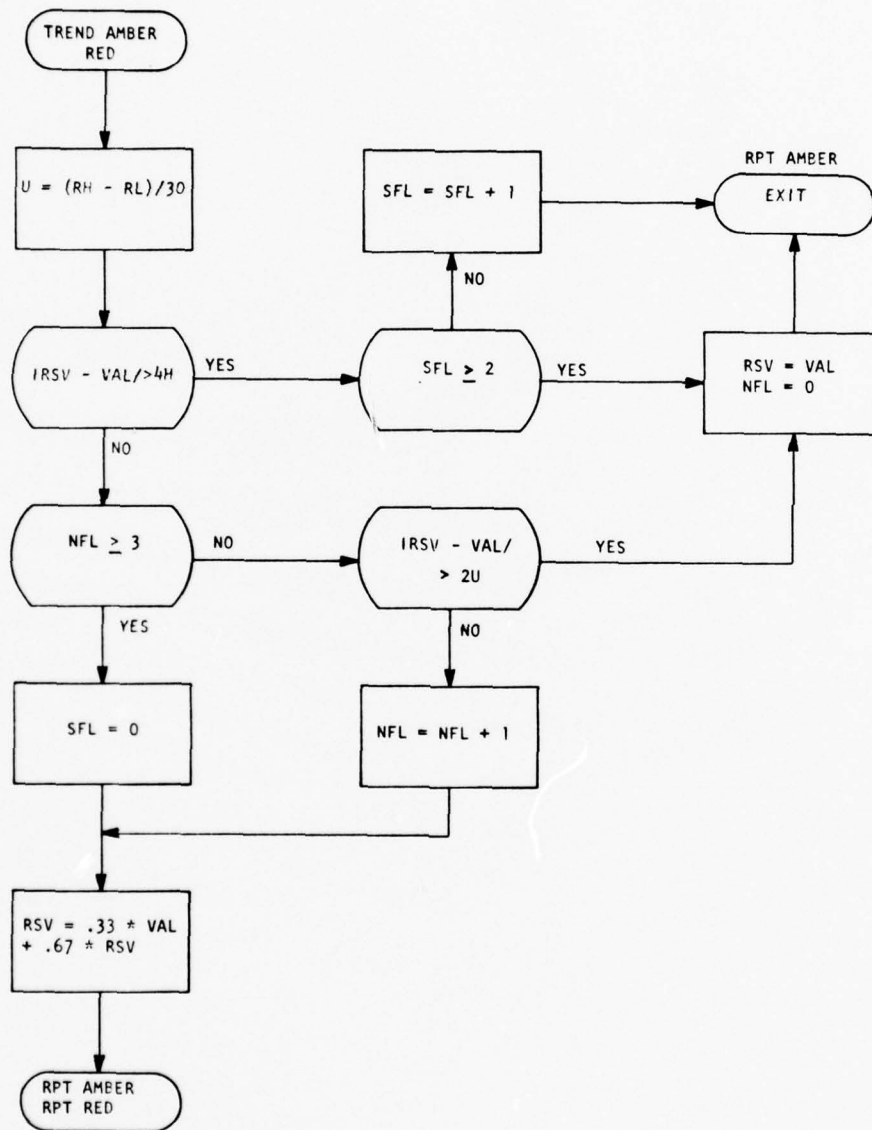 TREND AMBER
RED
U = (RH - RL)/30
SFL = SFL + 1
RPT AMBER
EXIT
NO
IRSV - VAL/>4H
YES
SFL ≥ 2
YES
RSV = VAL
NFL = 0
NO
NFL ≥ 3
NO
IRSV - VAL/
> 2U
YES
YES
NO
SFL = 0
NFL = NFL + 1
RSV = .33 * VAL
+ .67 * RSV
RPT AMBER
RPT RED